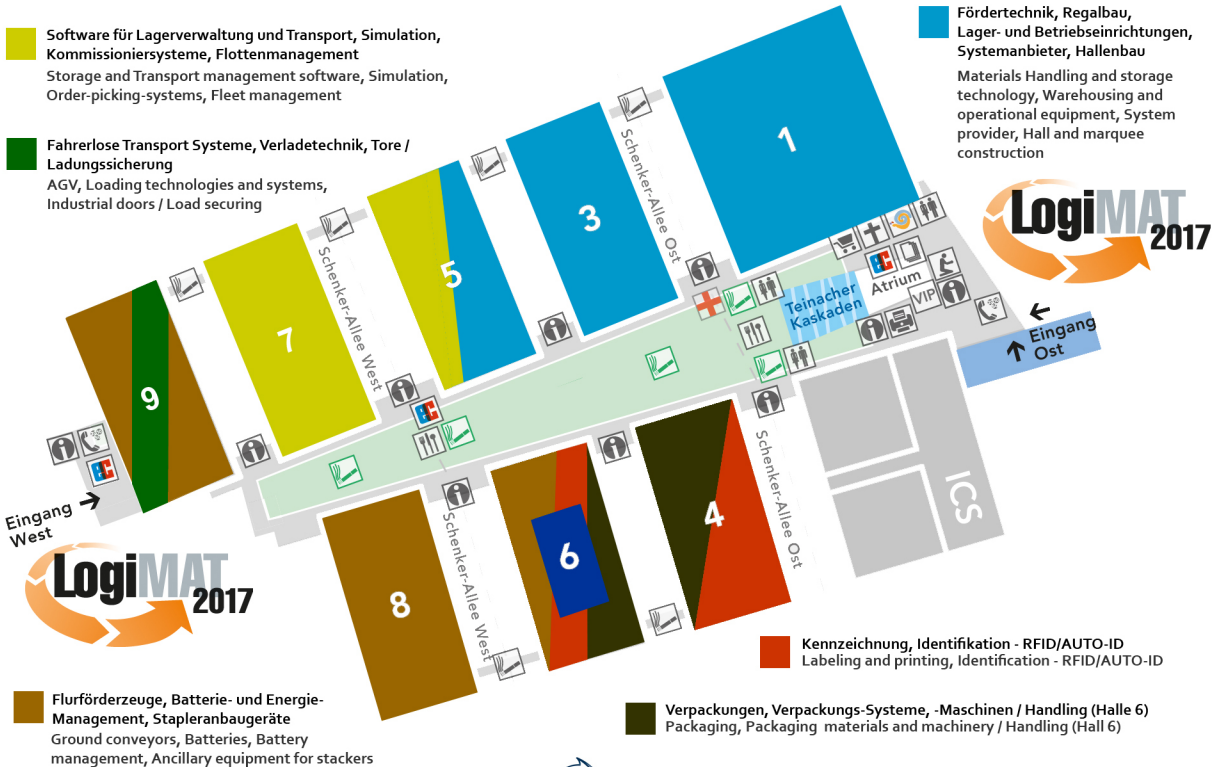 Software für Lagerverwaltung und Transport, Simulation,
Kommissioniersysteme, Flottenmanagement
Storage and Transport management software, Simulation,
Order-picking-systems, Fleet management
Fahrerlose Transport Systeme, Verladetechnik, Tore /
Ladungssicherung
AGV, Loading technologies and systems,
Industrial doors / Load securing
Fördertechnik, Regalbau,
Lager- und Betriebseinrichtungen,
Systemanbieter, Hallenbau
Materials Handling and storage
technology, Warehousing and
operational equipment, System
provider, Hall and marquee
construction
LogiMAT
2017
1
3
5
7
9
Schenker-Allee Ost
Schenker-Allee West
Teinacher
Kaskaden
Atrium
VIP
EC
EC
EC
Eingang
Ost
Eingang
West
LogiMAT
2017
8
6
4
Schenker-Allee West
Schenker-Allee Ost
ICS
Kennzeichnung, Identifikation - RFID/AUTO-ID
Labeling and printing, Identification - RFID/AUTO-ID
Verpackungen, Verpackungs-Systeme, -Maschinen / Handling (Halle 6)
Packaging, Packaging materials and machinery / Handling (Hall 6)
Flurförderzeuge, Batterie- und Energie-
Management, Stapleranbaugeräte
Ground conveyors, Batteries, Battery
management, Ancillary equipment for stackers